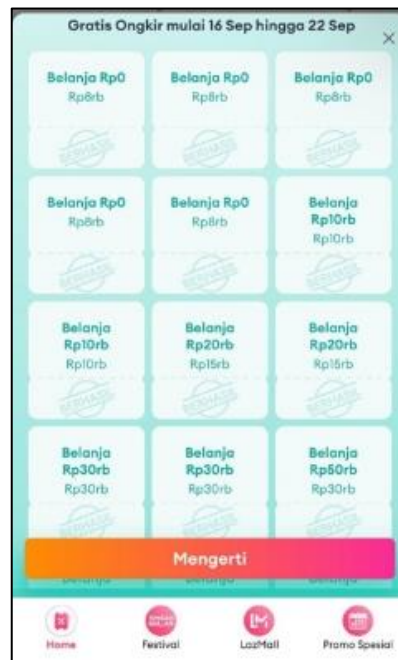 Gratis Ongkir mulai 16 Sep hingga 22 Sep
Belanja Rp0
Rp8rb
Belanja Rp0
Rp8rb
Belanja Rp0
Rp8rb
Belanja Rp0
Rp8rb
Belanja Rp0
Rp8rb
Belanja
Rp10rb
Rp10rb
Belanja
Rp10rb
Rp10rb
Belanja
Rp20rb
Rp15rb
Belanja
Rp20rb
Rp15rb
Belanja
Rp30rb
Rp30rb
Belanja
Rp30rb
Rp30rb
Belanja
Rp50rb
Rp30rb
Mengerti
Home
Festival
LM
LazMall
Promo Spesial